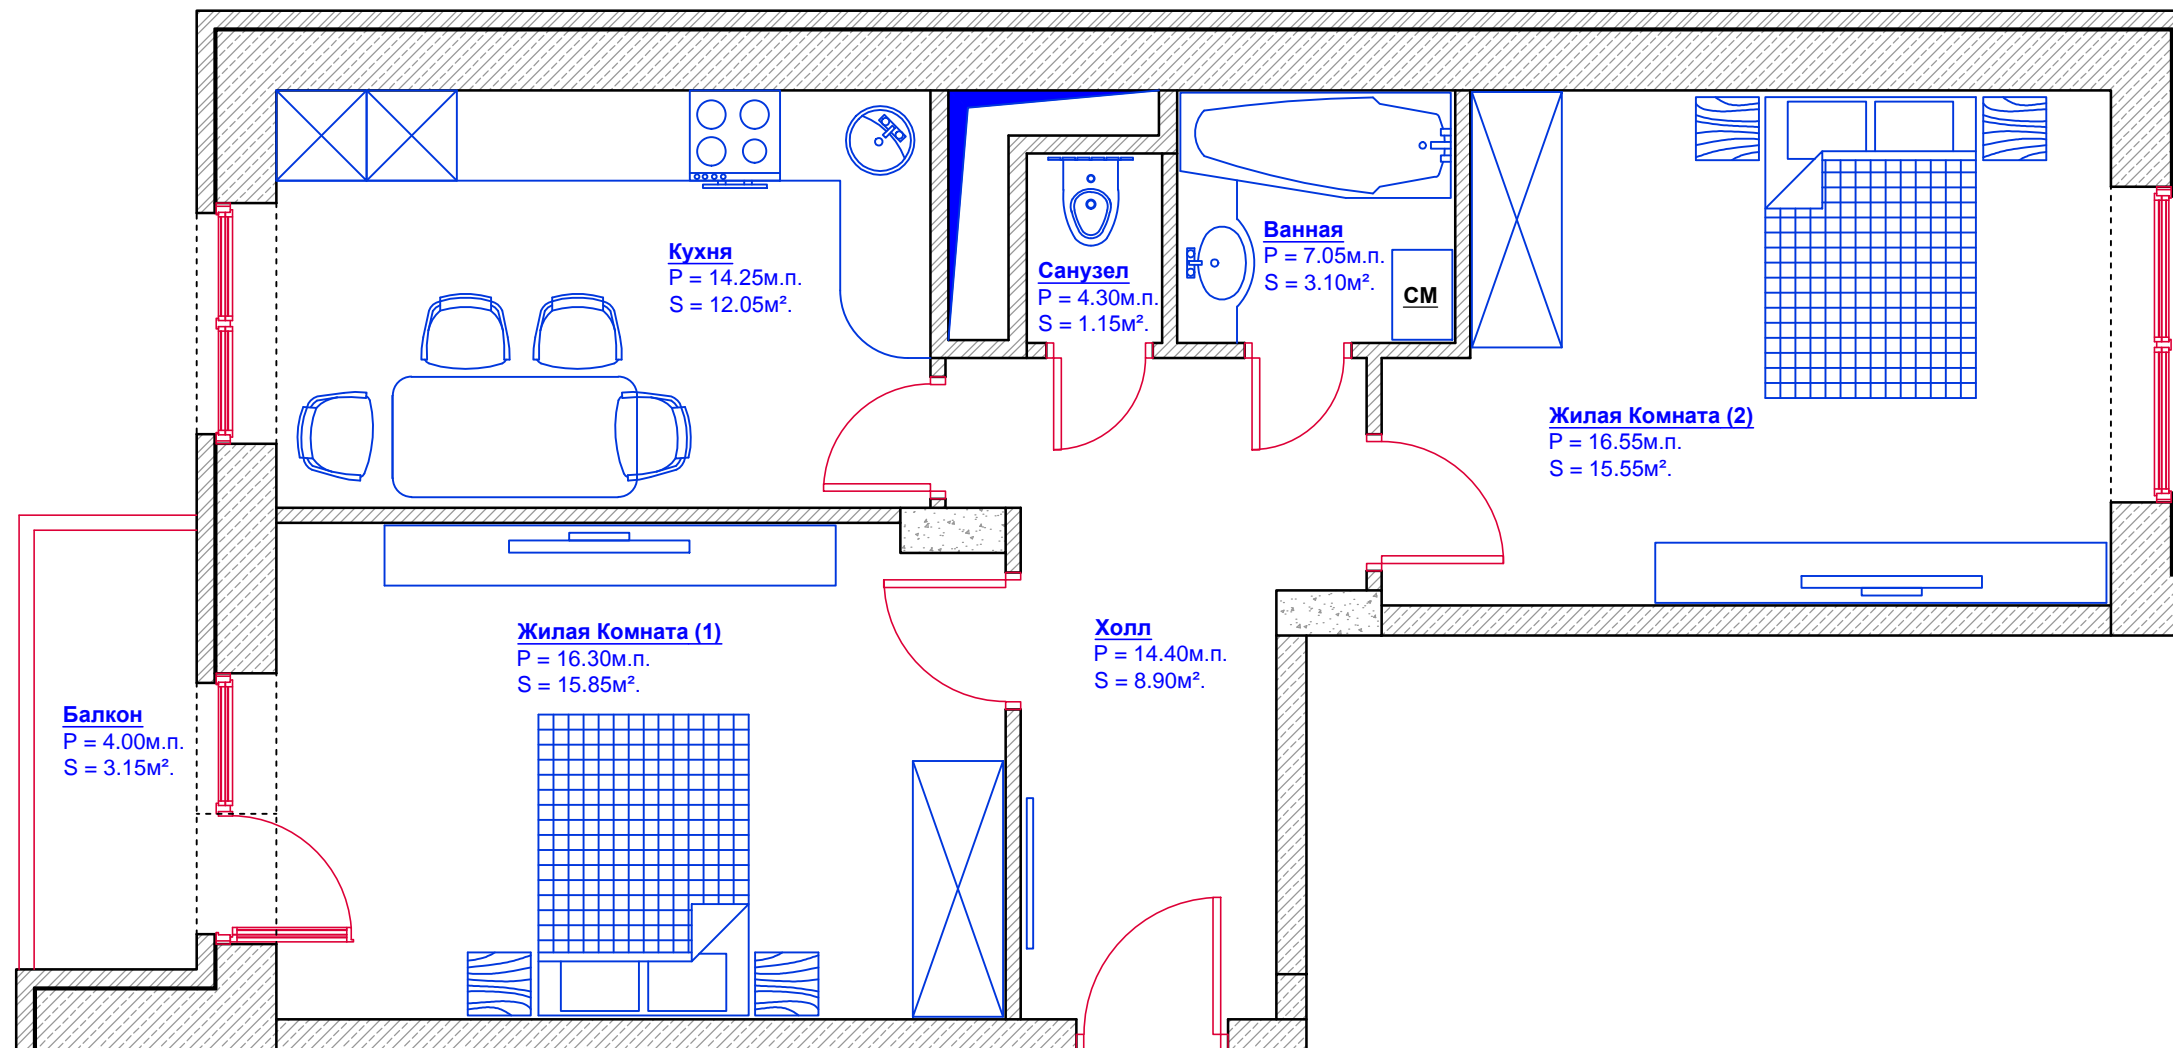 Кухня
P = 14.25м.п.
S = 12.05м².
Санузел
P = 4.30м.п.
S = 1.15м².
Ванная
P = 7.05м.п.
S = 3.10м².
СМ
Жилая Комната (2)
P = 16.55м.п.
S = 15.55м².
Жилая Комната (1)
P = 16.30м.п.
S = 15.85м².
Холл
P = 14.40м.п.
S = 8.90м².
Балкон
P = 4.00м.п.
S = 3.15м².